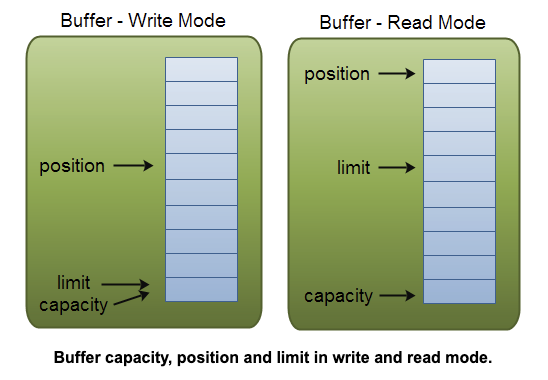 Buffer - Write Mode
position
limit
capacity
Buffer - Read Mode
position
limit
capacity
Buffer capacity, position and limit in write and read mode.